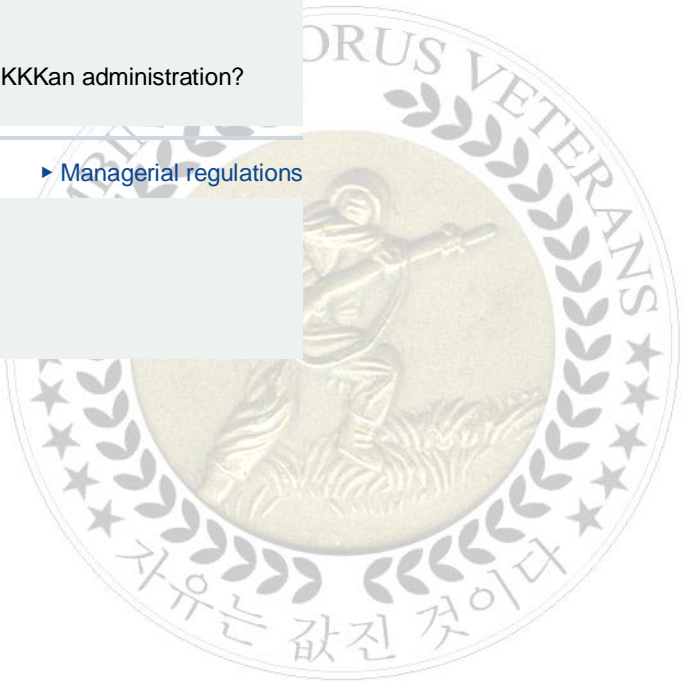 ORUS VETERANS
KKKan administration?
▸ Managerial regulations
자유는 값진 것이다